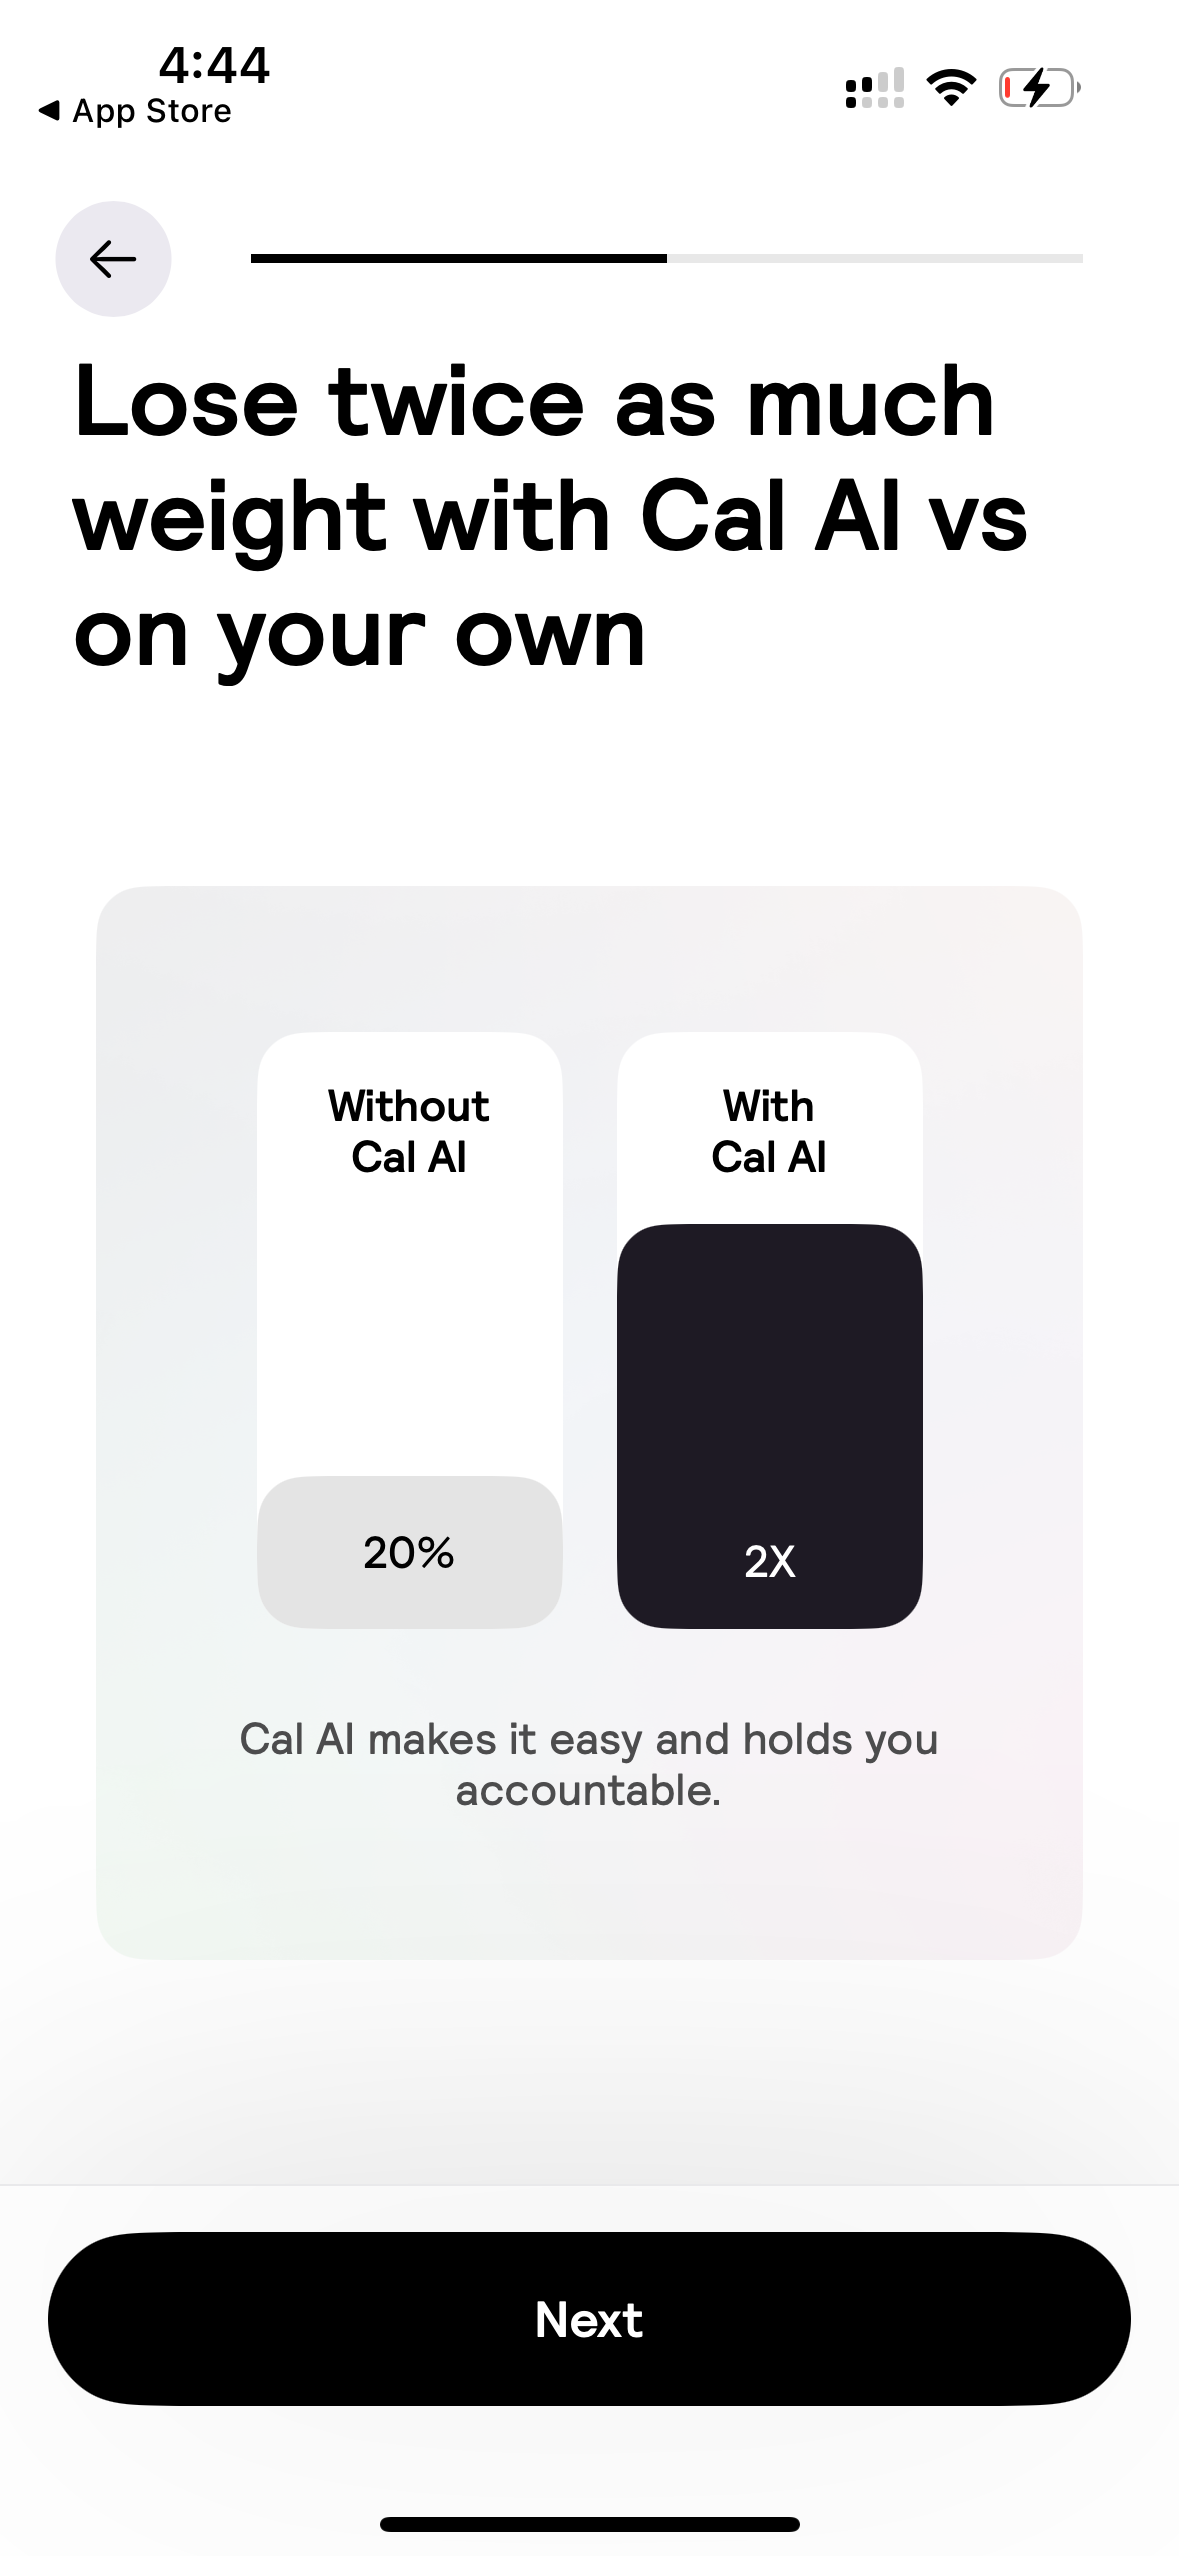 4:44
App Store
Lose twice as much
weight with Cal AI vs
on your own
Without
Cal AI
With
Cal AI
20%
2X
Cal AI makes it easy and holds you
accountable.
Next